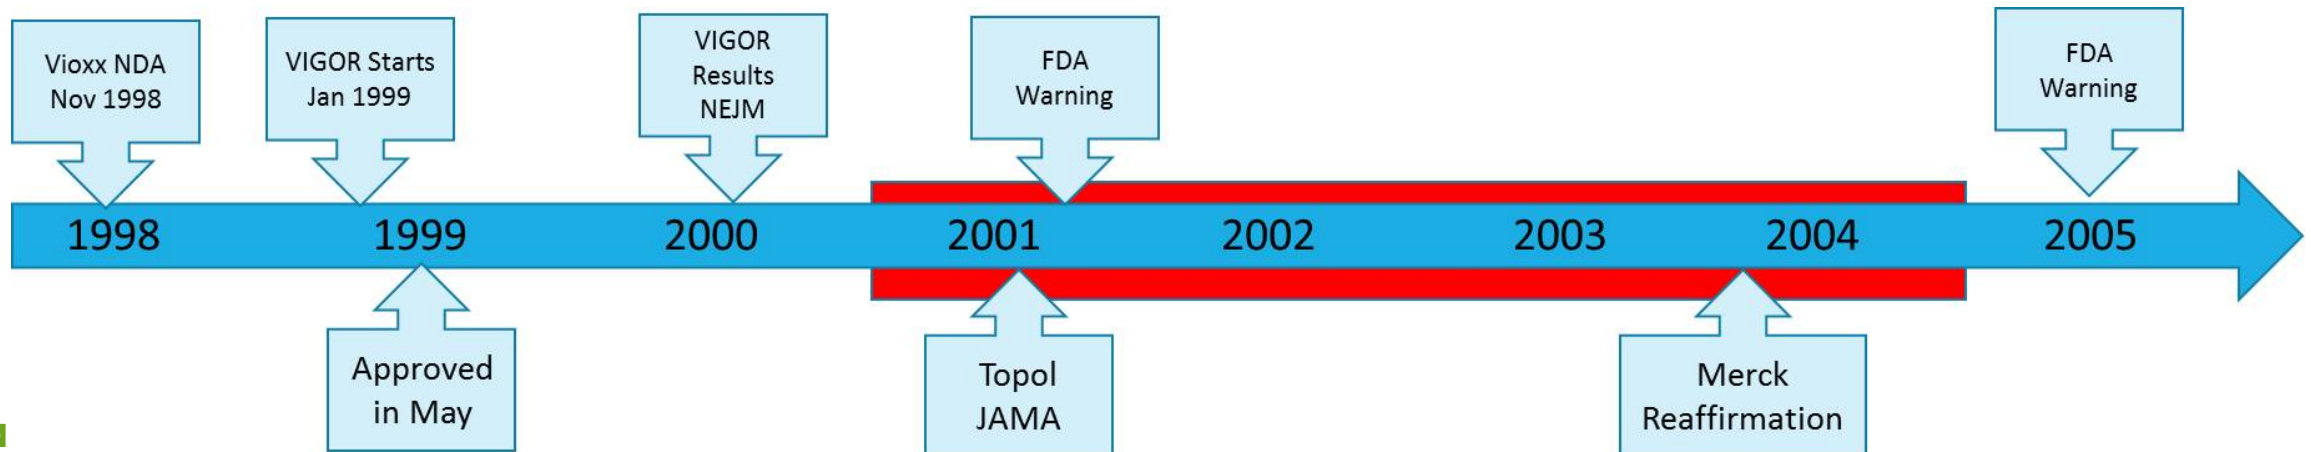 Vioxx NDA
Nov 1998
VIGOR Starts
Jan 1999
VIGOR
Results
NEJM
FDA
Warning
FDA
Warning
1998 1999 2000 2001 2002 2003 2004 2005
Approved
in May
Topol
JAMA
Merck
Reaffirmation